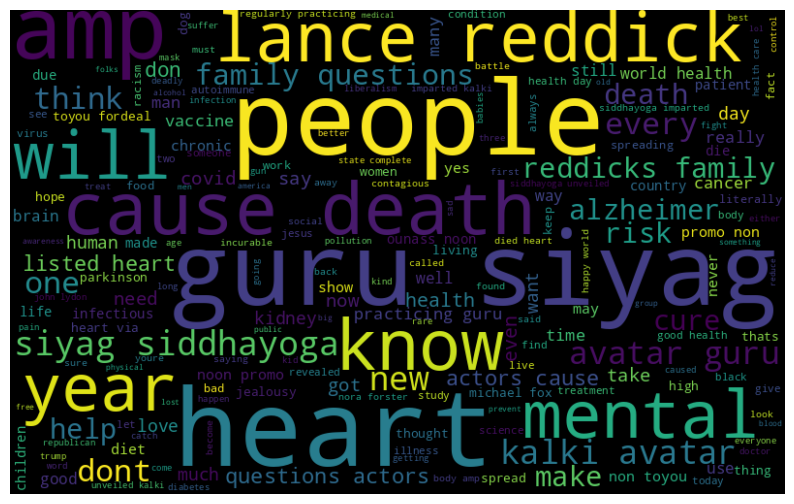 amp
lance reddick
people
regularly practicing
medical
suffer
dog
mask
must
many
condition
best
lol
control
battle
due
folks
don
family questions
still
world health
health care
think
racism
man
autoimmune
liberalism
imparted kalki
babies
always
death
health day
old
patient
fact
see
deadly
alcohol
infection
better
three
siddhayoga imparted
toyou fordeal
vaccine
every
day
virus
chronic
someone
state complete
first
spreading
really
fight
die
will
two
work
women
yes
contagious
reddicks family
hope
treat
food
men
america
away
covid
say
siddhayoga unveiled
country
cancer
literally
brain
cause death
keep
way
alzheimer
body
either
awareness
age
incurable
social
sad
jesus
pollution
ounass noon
died heart
risk
promo non
human
made
living
something
listed heart
parkinson
guru siyag
going
back
called
happy world
never
reduce
one
john lydon
long
show
well
kind
found
want
life
need
infectious
now
health
may
cure
pain
heart via
kidney
big
practicing guru
even
group
public
rare
said
time
thats
siyag siddhayoga
know
find
good health
caused
sure
youre
saying
kid
revealed
live
avatar guru
physical
noon promo
new
actors cause
take
black
year
free
lost
bad
jealousy
happen
got
study
michael fox
high
give
nora forster
treatment
heart
mental
prevent
look
blood
help
let
love
become
thought
science
everyone
republican
catch
diet
illness
kalki avatar
doctor
children
dont
trump
word
come
much
getting
use
thing
good
unveiled kalki
diabetes
questions actors
body amp
spread
make
non toyou
today